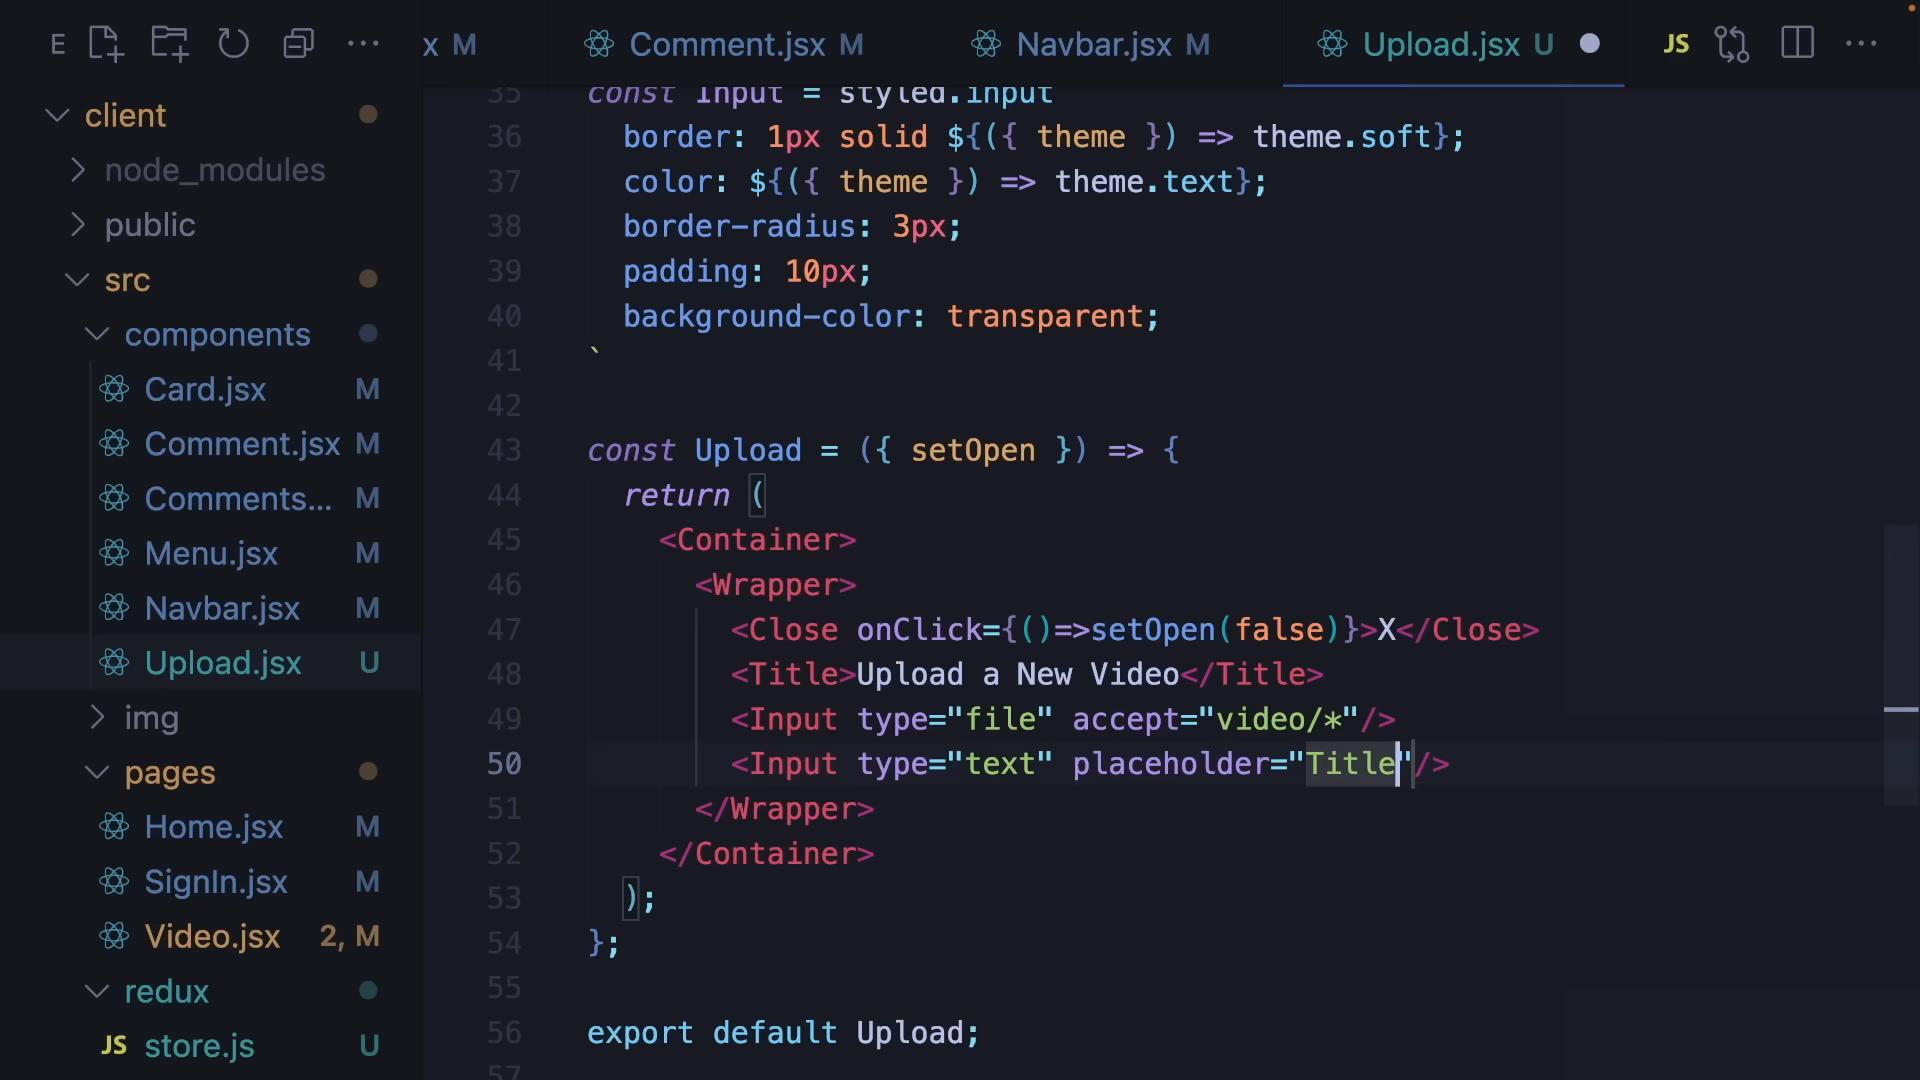 E
x M
Comment.jsx M
Navbar.jsx M
Upload.jsx U
JS
client
node_modules
public
src
components
Card.jsx M
Comment.jsx M
Comments... M
Menu.jsx M
Navbar.jsx M
Upload.jsx U
img
pages
Home.jsx M
SignIn.jsx M
Video.jsx 2, M
redux
JS store.js U
35 const Input = styled.input
36 border: 1px solid ${({ theme }) => theme.soft};
37 color: ${({ theme }) => theme.text};
38 border-radius: 3px;
39 padding: 10px;
40 background-color: transparent;
41 `
42
43 const Upload = ({ setOpen }) => {
44 return (
45 <Container>
46 <Wrapper>
47 <Close onClick={()=>setOpen(false)}>X</Close>
48 <Title>Upload a New Video</Title>
49 <Input type="file" accept="video/*"/>
50 <Input type="text" placeholder="Title"/>
51 </Wrapper>
52 </Container>
53 );
54 };
55
56 export default Upload;
57